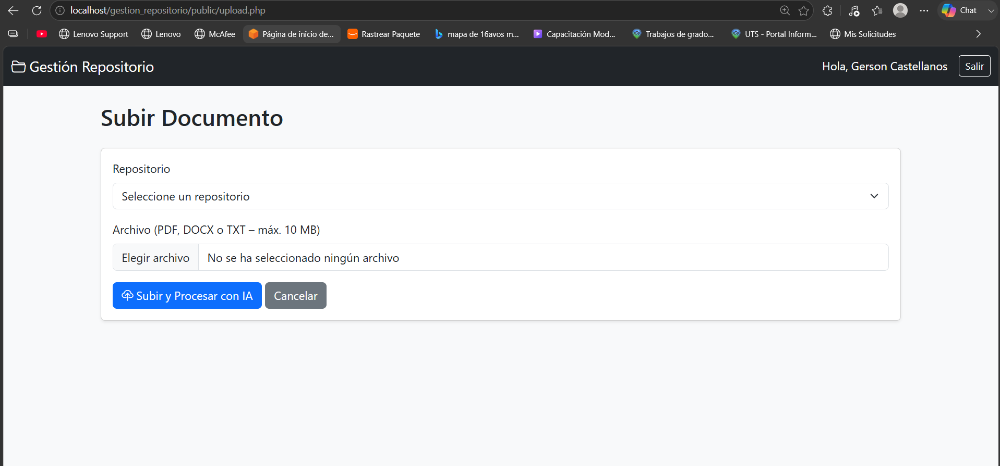 localhost/gestion_repositorio/public/upload.php
Chat
Lenovo Support
Lenovo
McAfee
Página de inicio de...
Rastrear Paquete
mapa de 16avos m...
Capacitación Mod...
Trabajos de grado...
UTS - Portal Inform...
Mis Solicitudes
Gestión Repositorio
Hola, Gerson Castellanos
Salir
Subir Documento
Repositorio
Seleccione un repositorio
Archivo (PDF, DOCX o TXT – máx. 10 MB)
Elegir archivo
No se ha seleccionado ningún archivo
Subir y Procesar con IA
Cancelar